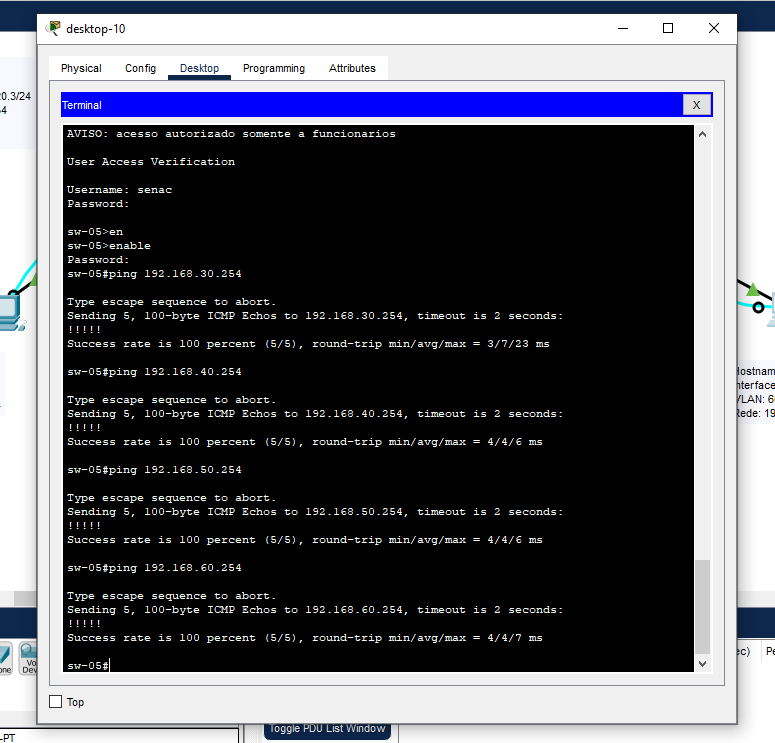 desktop-10
Physical Config Desktop Programming Attributes
Terminal X
AVISO: acesso autorizado somente a funcionarios
User Access Verification
Username: senac
Password:
sw-05>en
sw-05>enable
Password:
sw-05#ping 192.168.30.254
Type escape sequence to abort.
Sending 5, 100-byte ICMP Echos to 192.168.30.254, timeout is 2 seconds:
!!!!!
Success rate is 100 percent (5/5), round-trip min/avg/max = 3/7/23 ms
sw-05#ping 192.168.40.254
Type escape sequence to abort.
Sending 5, 100-byte ICMP Echos to 192.168.40.254, timeout is 2 seconds:
!!!!!
Success rate is 100 percent (5/5), round-trip min/avg/max = 4/4/6 ms
sw-05#ping 192.168.50.254
Type escape sequence to abort.
Sending 5, 100-byte ICMP Echos to 192.168.50.254, timeout is 2 seconds:
!!!!!
Success rate is 100 percent (5/5), round-trip min/avg/max = 4/4/6 ms
sw-05#ping 192.168.60.254
Type escape sequence to abort.
Sending 5, 100-byte ICMP Echos to 192.168.60.254, timeout is 2 seconds:
!!!!!
Success rate is 100 percent (5/5), round-trip min/avg/max = 4/4/7 ms
sw-05#
Top
0.3/24
4
VLAN: 6
Rede: 19
-PT
Toggle PDU List Window